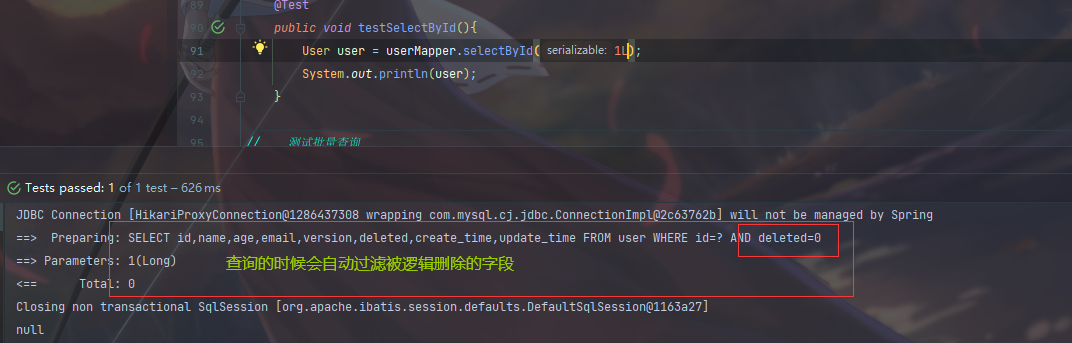 89 @Test
90 public void testSelectById(){
91 User user = userMapper.selectById( serializable: 1L);
92 System.out.println(user);
93 }
94
95 // 测试批量查询
Tests passed: 1 of 1 test – 626 ms
JDBC Connection [HikariProxyConnection@1286437308 wrapping com.mysql.cj.jdbc.ConnectionImpl@2c63762b] will not be managed by Spring
==> Preparing: SELECT id,name,age,email,version,deleted,create_time,update_time FROM user WHERE id=? AND deleted=0
==> Parameters: 1(Long)
查询的时候会自动过滤被逻辑删除的字段
<== Total: 0
Closing non transactional SqlSession [org.apache.ibatis.session.defaults.DefaultSqlSession@1163a27]
null